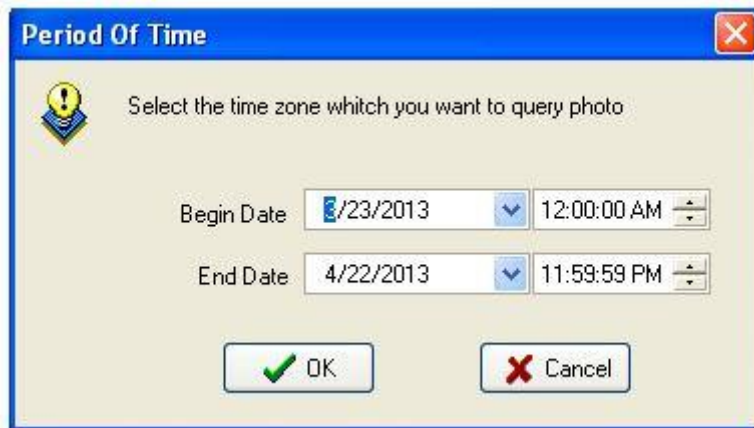 Period Of Time
Select the time zone whitch you want to query photo
Begin Date 3/23/2013 12:00:00 AM
End Date 4/22/2013 11:59:59 PM
OK Cancel